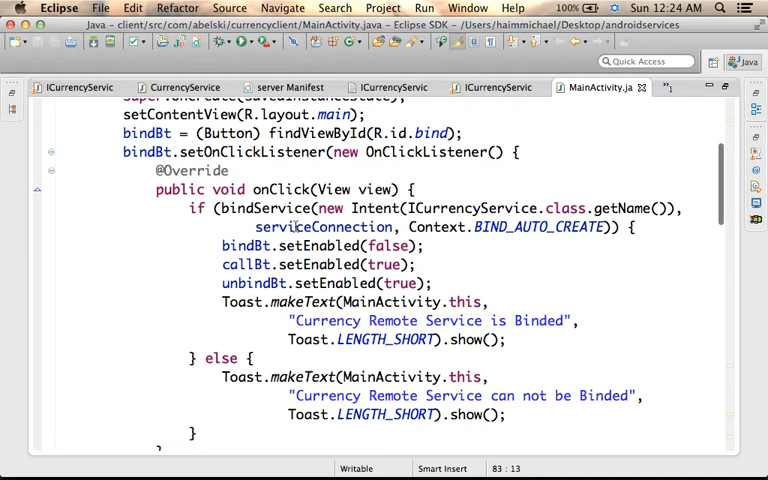 Eclipse File Edit Refactor Source Navigate Search Project Run Window Help 100% Sun 12:24 AM
Java - client/src/com/abelski/currencyclient/MainActivity.java - Eclipse SDK - /Users/haimmichael/Desktop/androidservices
Quick Access Java
ICurrencyServic CurrencyService server Manifest ICurrencyServic ICurrencyServic MainActivity.ja »1
super.onCreate(savedInstanceState);
setContentView(R.layout.main);
bindBt = (Button) findViewById(R.id.bind);
bindBt.setOnClickListener(new OnClickListener() {
@Override
public void onClick(View view) {
if (bindService(new Intent(ICurrencyService.class.getName()),
serviceConnection, Context.BIND_AUTO_CREATE)) {
bindBt.setEnabled(false);
callBt.setEnabled(true);
unbindBt.setEnabled(true);
Toast.makeText(MainActivity.this,
"Currency Remote Service is Binded",
Toast.LENGTH_SHORT).show();
} else {
Toast.makeText(MainActivity.this,
"Currency Remote Service can not be Binded",
Toast.LENGTH_SHORT).show();
}
Writable Smart Insert 83 : 13